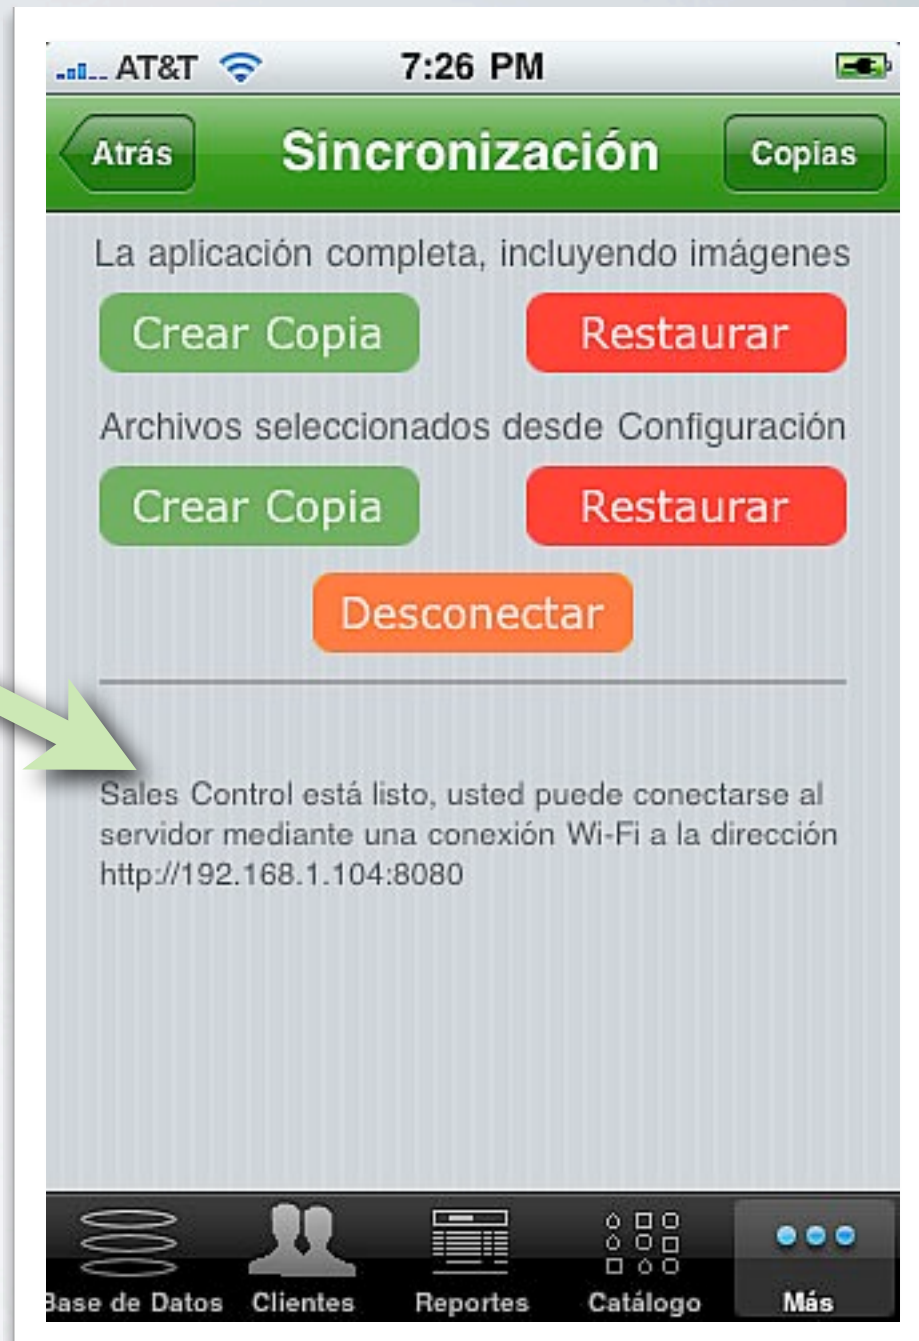 AT&T 7:26 PM
Atrás Sincronización Copias
La aplicación completa, incluyendo imágenes
Crear Copia Restaurar
Archivos seleccionados desde Configuración
Crear Copia Restaurar
Desconectar
Sales Control está listo, usted puede conectarse al
servidor mediante una conexión Wi-Fi a la dirección
http://192.168.1.104:8080
Base de Datos Clientes Reportes Catálogo Más